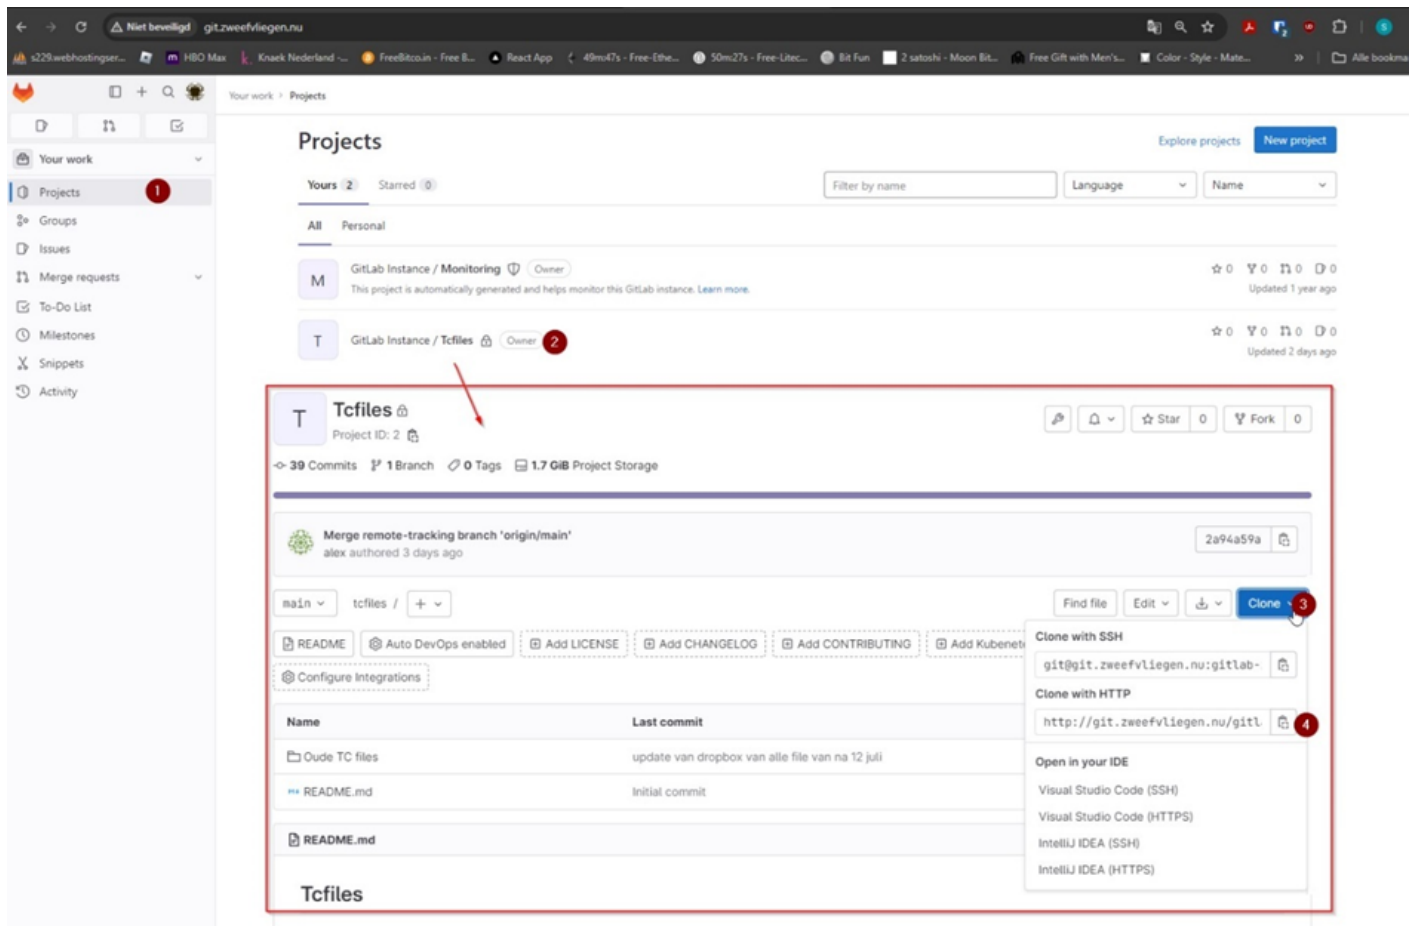 Niet beveiligd git.zweefvliegen.nu
s229.webhostingser... HBO Max Knaek Nederland -... FreeBitco.in - Free B... React App 49m47s - Free-Ethe... 50m27s - Free-Litec... Bit Fun 2 satoshi - Moon Bit... Free Gift with Men's... Color - Style - Mate... » Alle bookma
Your work > Projects
Your work
Projects 1
Groups
Issues
Merge requests
To-Do List
Milestones
Snippets
Activity
Projects
Explore projects New project
Yours 2 Starred 0
Filter by name Language Name
All Personal
M GitLab Instance / Monitoring Owner 0 0 0 0
This project is automatically generated and helps monitor this GitLab instance. Learn more. Updated 1 year ago
T GitLab Instance / Tcfiles Owner 2 0 0 0 0
Updated 2 days ago
T Tcfiles
Project ID: 2
Star 0 Fork 0
39 Commits 1 Branch 0 Tags 1.7 GiB Project Storage
Merge remote-tracking branch 'origin/main'
alex authored 3 days ago
2a94a59a
main tcfiles / + Find file Edit Clone 3
README Auto DevOps enabled Add LICENSE Add CHANGELOG Add CONTRIBUTING Add Kubernet
Configure Integrations
Clone with SSH
git@git.zweefvliegen.nu:gitlab-
Clone with HTTP
http://git.zweefvliegen.nu/gitl 4
Open in your IDE
Visual Studio Code (SSH)
Visual Studio Code (HTTPS)
IntelliJ IDEA (SSH)
IntelliJ IDEA (HTTPS)
Name Last commit
Oude TC files update van dropbox van alle file van na 12 juli
README.md Initial commit
README.md
Tcfiles